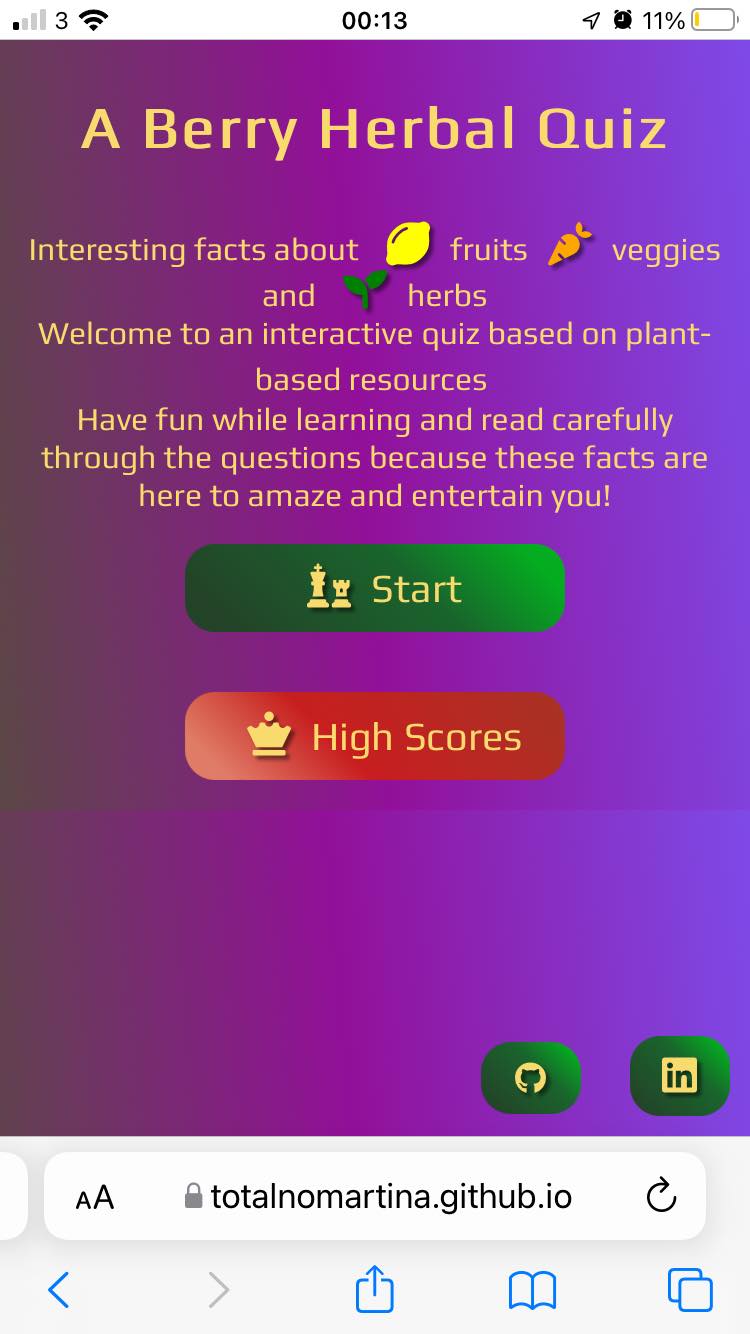 3 00:13 11%
A Berry Herbal Quiz
Interesting facts about fruits veggies
and herbs
Welcome to an interactive quiz based on plant-
based resources
Have fun while learning and read carefully
through the questions because these facts are
here to amaze and entertain you!
Start
High Scores
in
AA totalnomartina.github.io